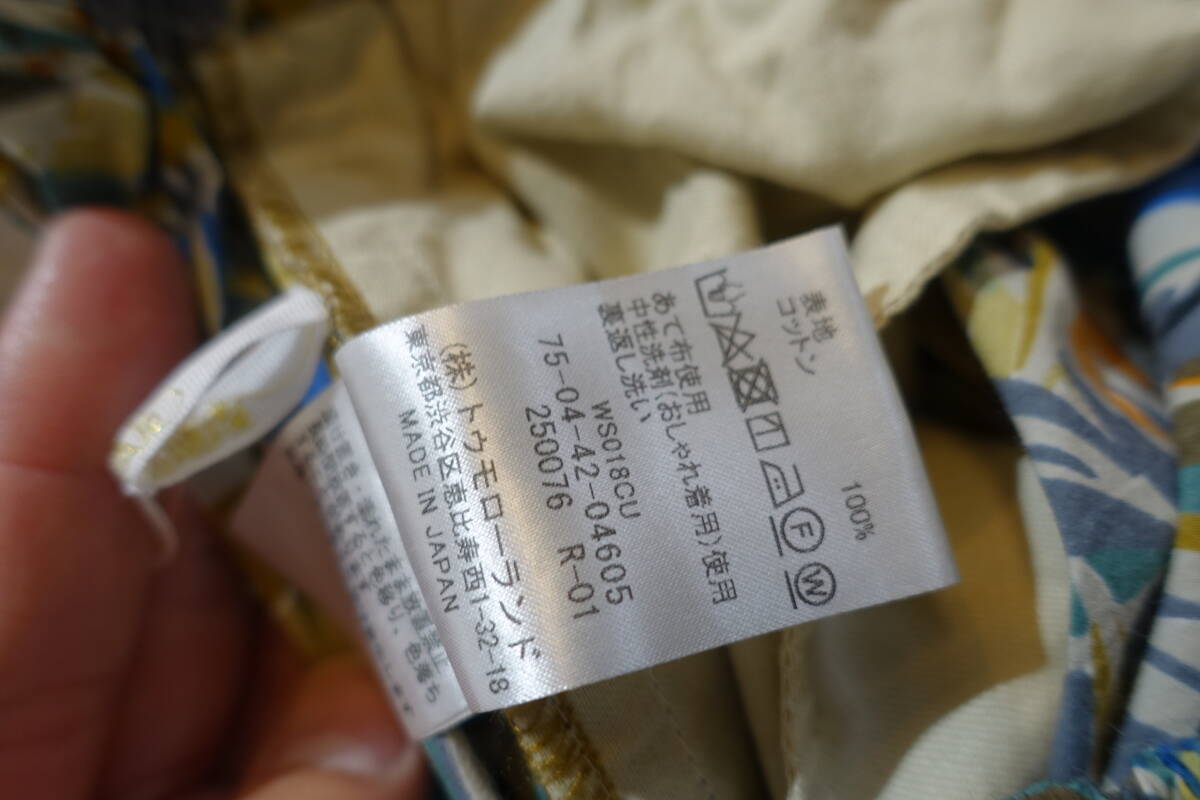 表地
コットン 100%
あて布使用
中性洗剤(おしゃれ着用)使用
裏返し洗い
WS018CU
75-04-42-04605
250076 R-01
(株)トウモローランド
東京都渋谷区恵比寿西1-32-18
MADE IN JAPAN